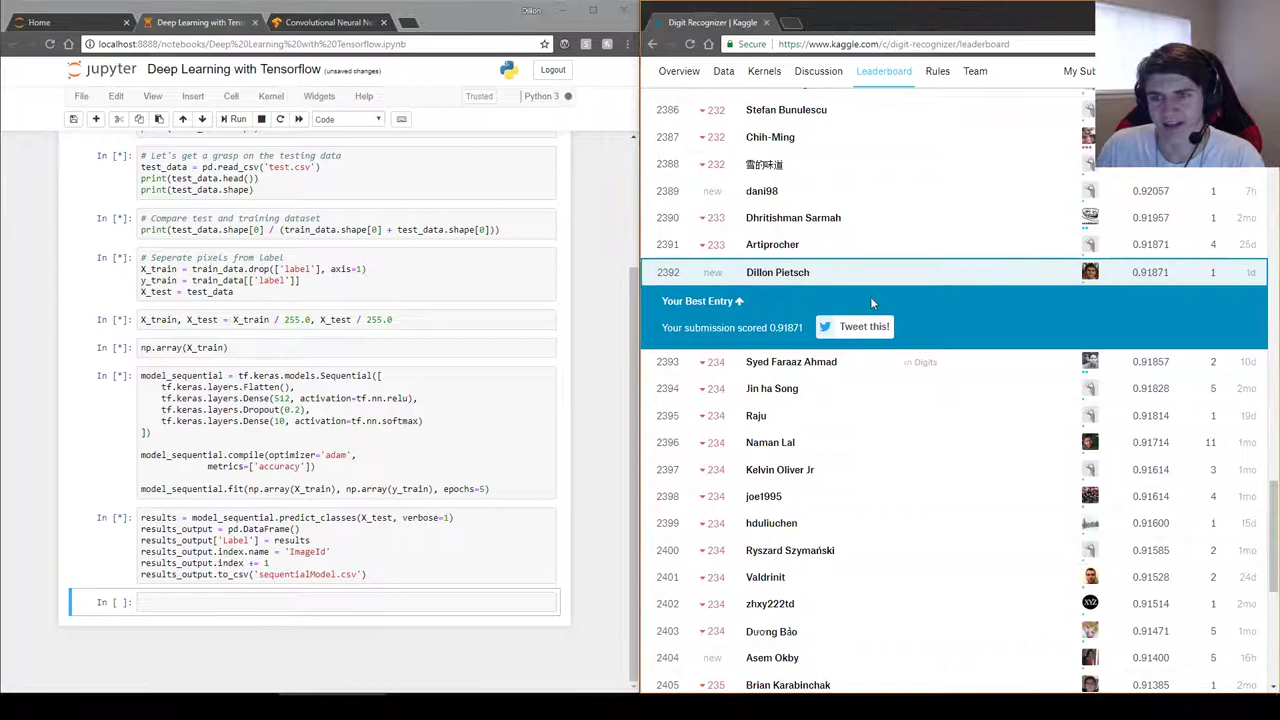 Dillon
Home
Deep Learning with Tens
Convolutional Neural Ne
localhost:8888/notebooks/Deep%20Learning%20with%20Tensorflow.ipynb
jupyter Deep Learning with Tensorflow (unsaved changes)
Logout
File Edit View Insert Cell Kernel Widgets Help
Trusted
Python 3
Run
Code
In [*]:
# Let's get a grasp on the testing data
test_data = pd.read_csv('test.csv')
print(test_data.head())
print(test_data.shape)
In [*]:
# Compare test and training dataset
print(test_data.shape[0] / (train_data.shape[0] - test_data.shape[0]))
In [*]:
# Seperate pixels from label
X_train = train_data.drop(['label'], axis=1)
y_train = train_data[['label']]
X_test = test_data
In [*]:
X_train, X_test = X_train / 255.0, X_test / 255.0
In [*]:
np.array(X_train)
In [*]:
model_sequential = tf.keras.models.Sequential([
tf.keras.layers.Flatten(),
tf.keras.layers.Dense(512, activation=tf.nn.relu),
tf.keras.layers.Dropout(0.2),
tf.keras.layers.Dense(10, activation=tf.nn.softmax)
])
model_sequential.compile(optimizer='adam',
metrics=['accuracy'])
model_sequential.fit(np.array(X_train), np.array(y_train), epochs=5)
In [*]:
results = model_sequential.predict_classes(X_test, verbose=1)
results_output = pd.DataFrame()
results_output['Label'] = results
results_output.index.name = 'ImageId'
results_output.index += 1
results_output.to_csv('sequentialModel.csv')
In [ ]:
Digit Recognizer | Kaggle
Secure https://www.kaggle.com/c/digit-recognizer/leaderboard
Overview Data Kernels Discussion Leaderboard Rules Team My Sub
2386 232 Stefan Bunulescu
2387 232 Chih-Ming
2388 232 雪的味道
2389 new dani98 0.92057 1 7h
2390 233 Dhritishman Sarmah 0.91957 1 2mo
2391 233 Artiprocher 0.91871 4 25d
2392 new Dillon Pietsch 0.91871 1 1d
Your Best Entry
Your submission scored 0.91871
Tweet this!
2393 234 Syed Faraaz Ahmad </> Digits 0.91857 2 10d
2394 234 Jin ha Song 0.91828 5 2mo
2395 234 Raju 0.91814 1 19d
2396 234 Naman Lal 0.91714 11 1mo
2397 234 Kelvin Oliver Jr 0.91614 3 1mo
2398 234 joe1995 0.91614 4 1mo
2399 234 hduliuchen 0.91600 1 15d
2400 234 Ryszard Szymański 0.91585 2 1mo
2401 234 Valdrinit 0.91528 2 24d
2402 234 zhxy222td XYZ 0.91514 1 2mo
2403 234 Dương Bảo 0.91471 5 1mo
2404 new Asem Okby 0.91400 5 16h
2405 235 Brian Karabinchak 0.91385 1 2mo